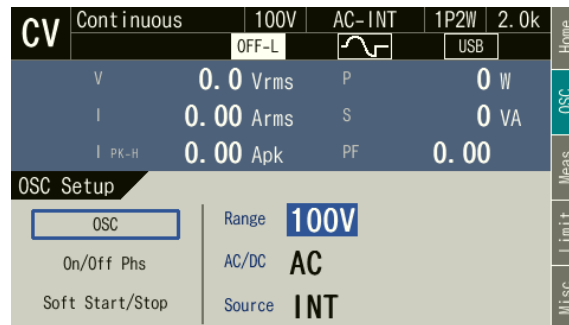 CV Continuous 100V AC-INT 1P2W 2.0k
OFF-L USB
V 0.0 Vrms P 0 W
I 0.00 Arms S 0 VA
I PK-H 0.00 Apk PF 0.00
OSC Setup
OSC Range 100V
On/Off Phs AC/DC AC
Soft Start/Stop Source INT
Home
OSC
Meas
Limit
Misc